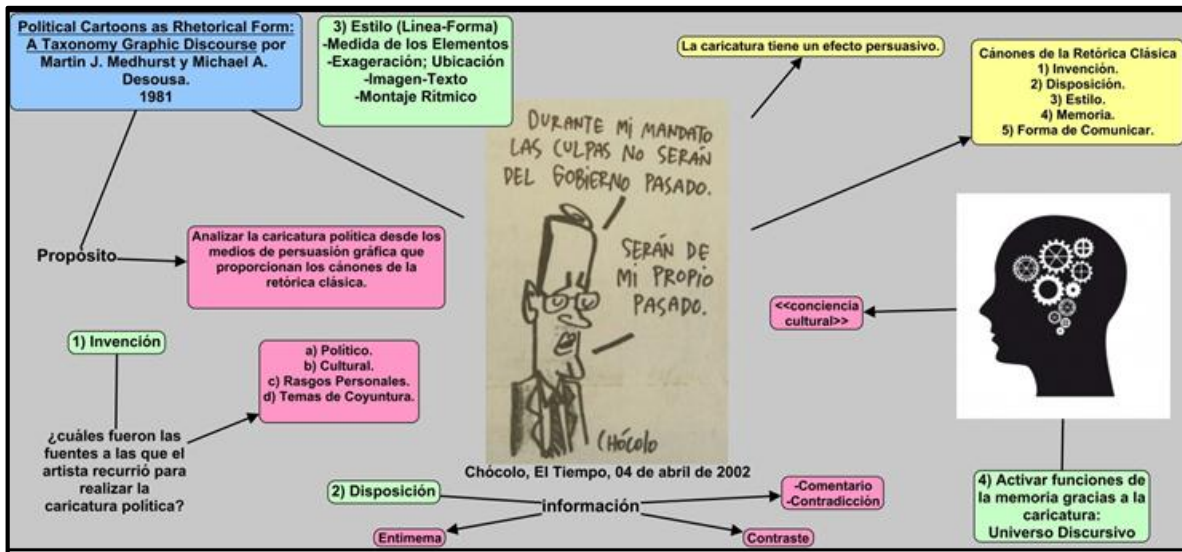 Political Cartoons as Rhetorical Form:
A Taxonomy Graphic Discourse por
Martin J. Medhurst y Michael A.
Desousa.
1981
3) Estilo (Linea-Forma)
-Medida de los Elementos
-Exageración; Ubicación
-Imagen-Texto
-Montaje Rítmico
La caricatura tiene un efecto persuasivo.
Cánones de la Retórica Clásica
1) Invención.
2) Disposición.
3) Estilo.
4) Memoria.
5) Forma de Comunicar.
DURANTE MI MANDATO
LAS CULPAS NO SERÁN
DEL GOBIERNO PASADO.
SERÁN DE
MI PROPIO
PASADO.
CHÓCOLO
Propósito
Analizar la caricatura política desde los
medios de persuasión gráfica que
proporcionan los cánones de la
retórica clásica.
<<conciencia
cultural>>
1) Invención
a) Político.
b) Cultural.
c) Rasgos Personales.
d) Temas de Coyuntura.
¿cuáles fueron las
fuentes a las que el
artista recurrió para
realizar la
caricatura política?
Chócolo, El Tiempo, 04 de abril de 2002
2) Disposición
información
-Comentario
-Contradicción
Entimema
Contraste
4) Activar funciones de
la memoria gracias a la
caricatura:
Universo Discursivo